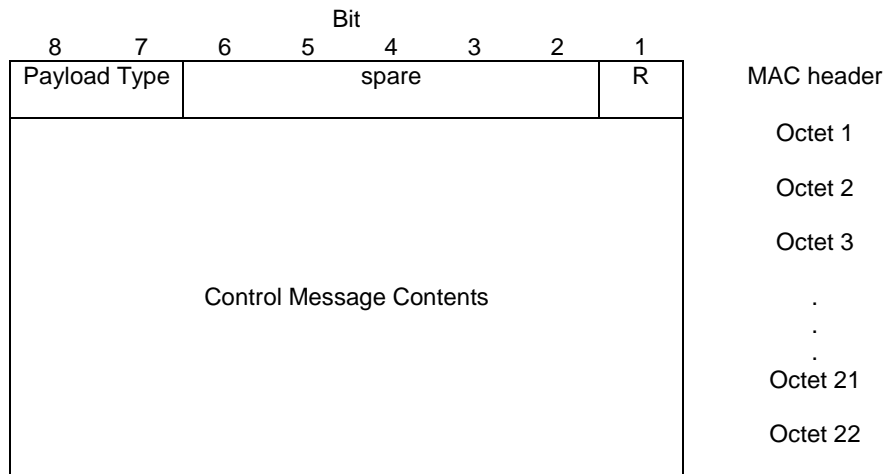 Bit
8 7 6 5 4 3 2 1
Payload Type spare R MAC header
Octet 1
Octet 2
Octet 3
Control Message Contents .
.
.
Octet 21
Octet 22